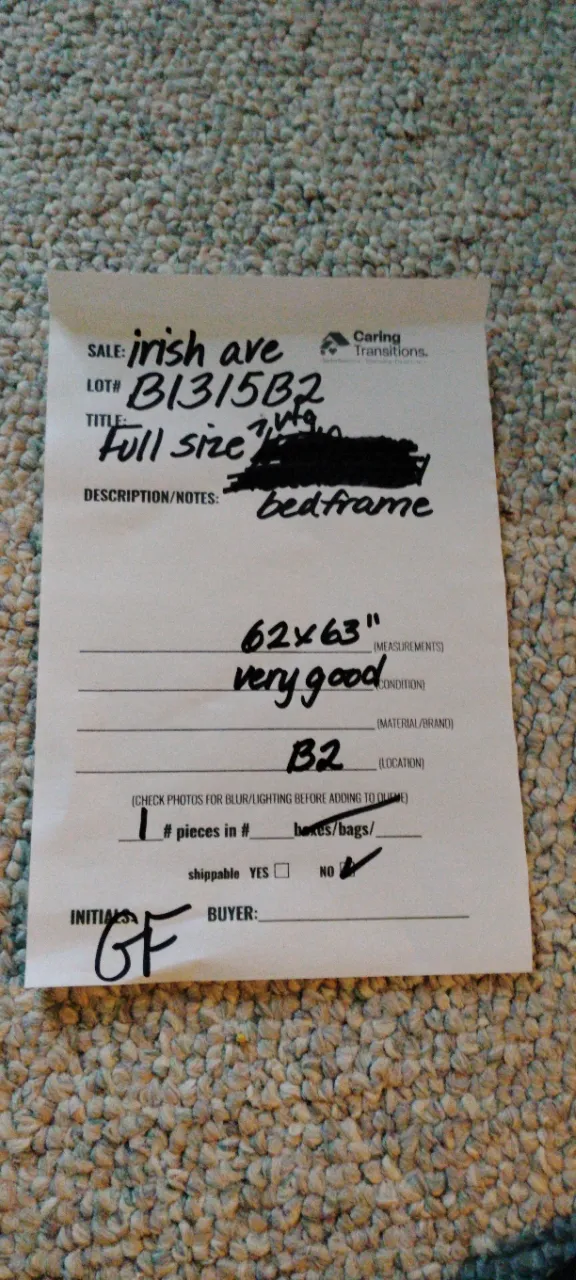 SALE: irish ave
Caring
Transitions.
LOT# B1315B2
TITLE:
Full size
DESCRIPTION/NOTES:
bedframe
62x63" (MEASUREMENTS)
very good (CONDITION)
(MATERIAL/BRAND)
B2 (LOCATION)
(CHECK PHOTOS FOR BLUR/LIGHTING BEFORE ADDING TO QUEUE)
1 # pieces in # boxes/bags/
shippable YES NO
INITIALS: GF BUYER: